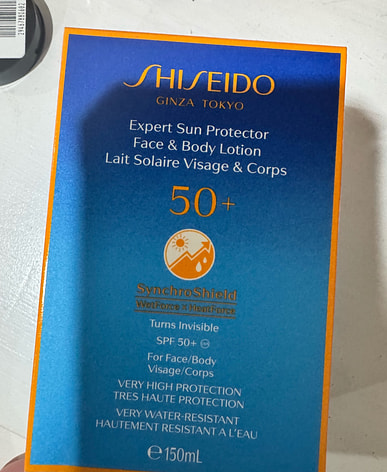 SHISEIDO
GINZA TOKYO
Expert Sun Protector
Face & Body Lotion
Lait Solaire Visage & Corps
50+
SynchroShield
WetForce x HeatForce
Turns Invisible
SPF 50+
For Face/Body
Visage/Corps
VERY HIGH PROTECTION
TRES HAUTE PROTECTION
VERY WATER-RESISTANT
HAUTEMENT RESISTANT A L'EAU
℮150mL